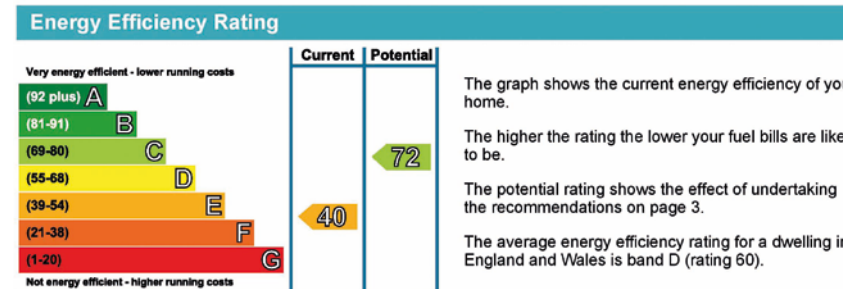 Energy Efficiency Rating
Current Potential
Very energy efficient - lower running costs
(92 plus) A
(81-91) B
(69-80) C
(55-68) D
(39-54) E
(21-38) F
(1-20) G
Not energy efficient - higher running costs
40
72
The graph shows the current energy efficiency of
home.
The higher the rating the lower your fuel bills are
to be.
The potential rating shows the effect of undertaking
the recommendations on page 3.
The average energy efficiency rating for a dwelling
England and Wales is band D (rating 60).